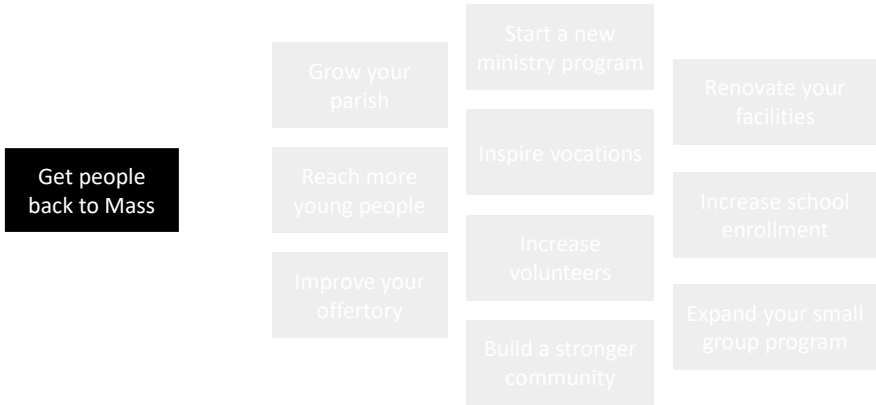 Get people
back to Mass
Grow your
parish
Reach more
young people
Improve your
offertory
Start a new
ministry program
Inspire vocations
Increase
volunteers
Build a stronger
community
Renovate your
facilities
Increase school
enrollment
Expand your small
group program